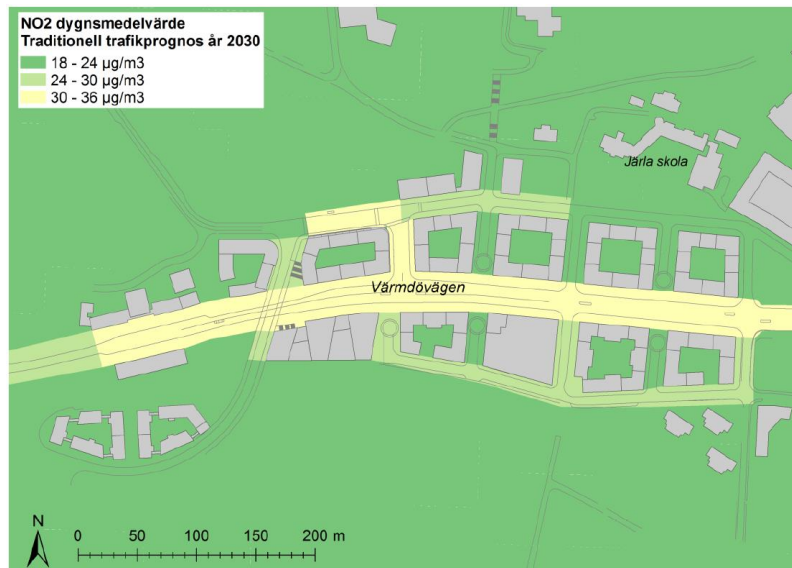 NO2 dygnsmedelvärde
Traditionell trafikprognos år 2030
18 - 24 µg/m3
24 - 30 µg/m3
30 - 36 µg/m3
Järla skola
Värmdövägen
N
0 50 100 150 200 m